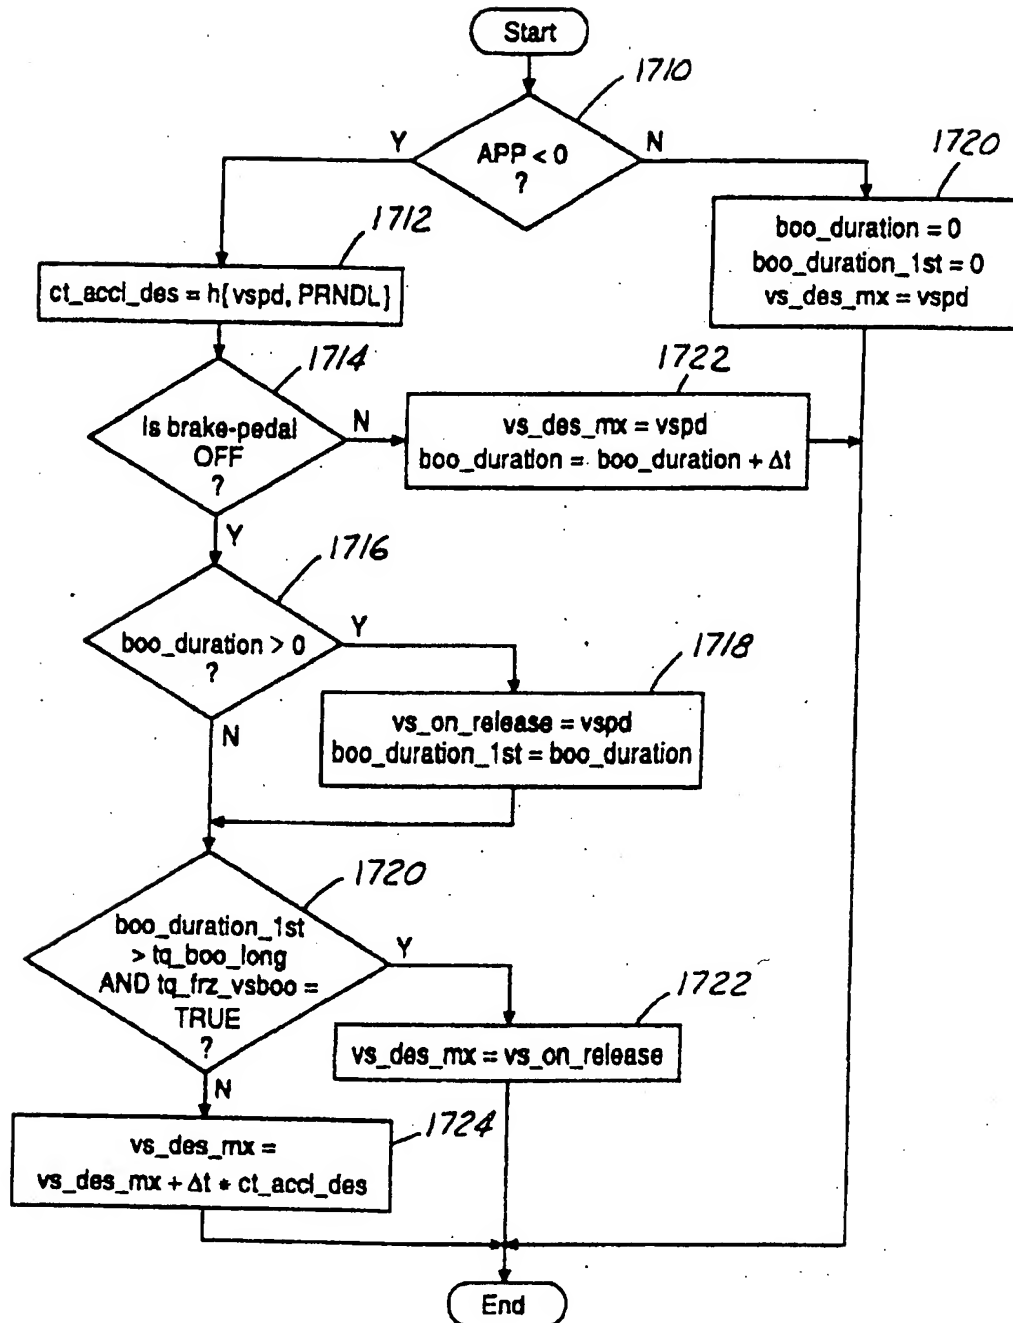 Start
1710
APP < 0
?
Y
N
1720
boo_duration = 0
boo_duration_1st = 0
vs_des_mx = vspd
1712
ct_accl_des = h{vspd, PRNDL}
1714
Is brake-pedal
OFF
?
N
Y
1722
vs_des_mx = vspd
boo_duration = boo_duration + Δt
1716
boo_duration > 0
?
Y
N
1718
vs_on_release = vspd
boo_duration_1st = boo_duration
1720
boo_duration_1st
> tq_boo_long
AND tq_frz_vsboo =
TRUE
?
Y
N
1722
vs_des_mx = vs_on_release
1724
vs_des_mx =
vs_des_mx + Δt * ct_accl_des
End